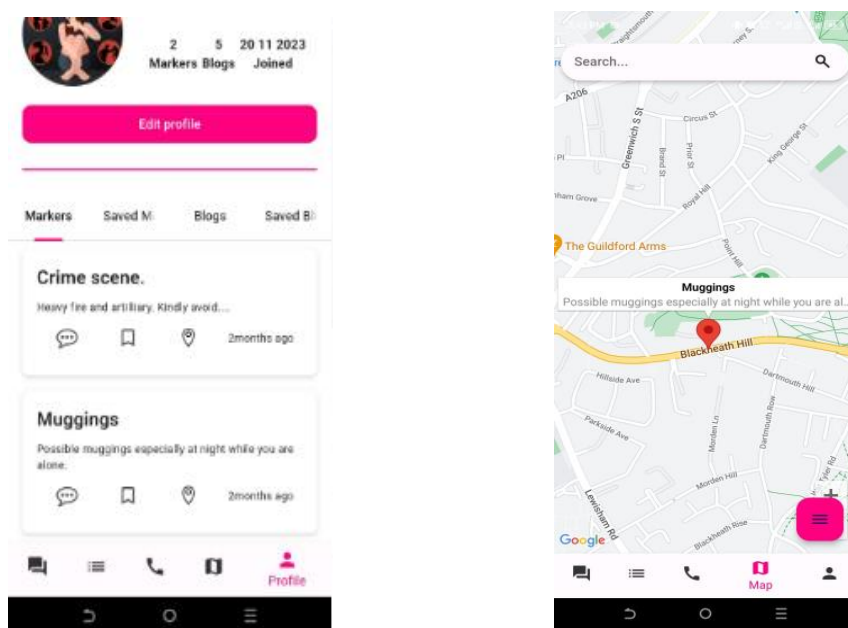 2 5 20 11 2023
Markers Blogs Joined
Edit profile
Markers Saved M Blogs Saved Bl
Crime scene.
Heavy fire and artilliary. Kindly avoid....
2months ago
Muggings
Possible muggings especially at night while you are
alone.
2months ago
Profile
Search...
A206
Circus St
Greenwich S St
Brand St
Prior St
King George St
Royal Hill
Point Hill
The Guildford Arms
Muggings
Possible muggings especially at night while you are al...
Blackheath Hill
Hillside Ave
Dartmouth Hill
Parkside Ave
Morden Ln
Dartmouth Row
Morden Hill
Lewisham Rd
Blackheath Rise
Google
Map